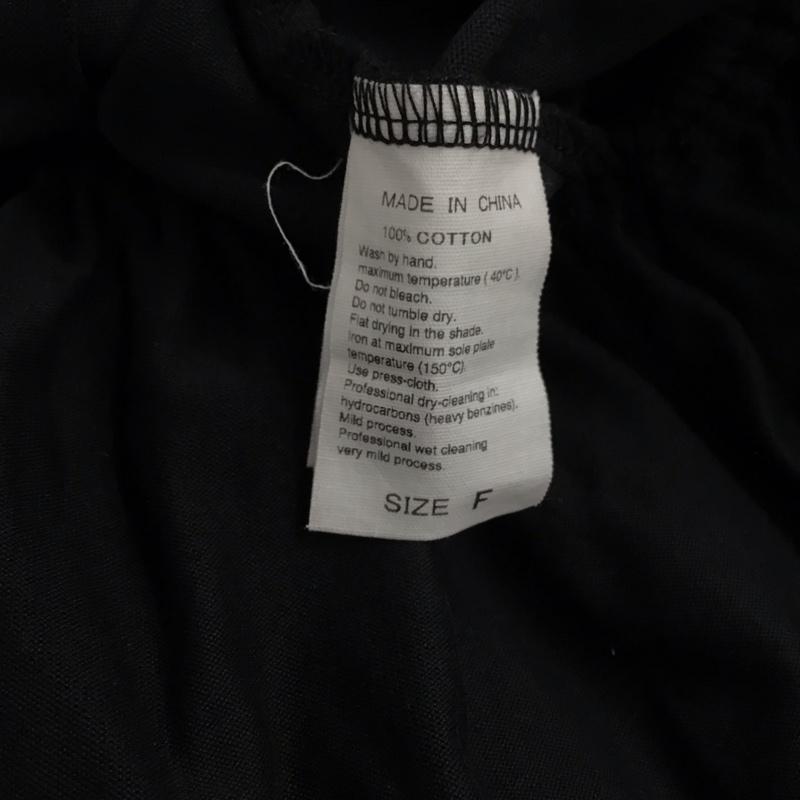 MADE IN CHINA
100% COTTON
Wash by hand.
maximum temperature ( 40°C ).
Do not bleach.
Do not tumble dry.
Flat drying in the shade.
Iron at maximum sole plate
temperature (150°C).
Use press-cloth.
Professional dry-cleaning in:
hydrocarbons (heavy benzines).
Mild process.
Professional wet cleaning
very mild process.
SIZE F